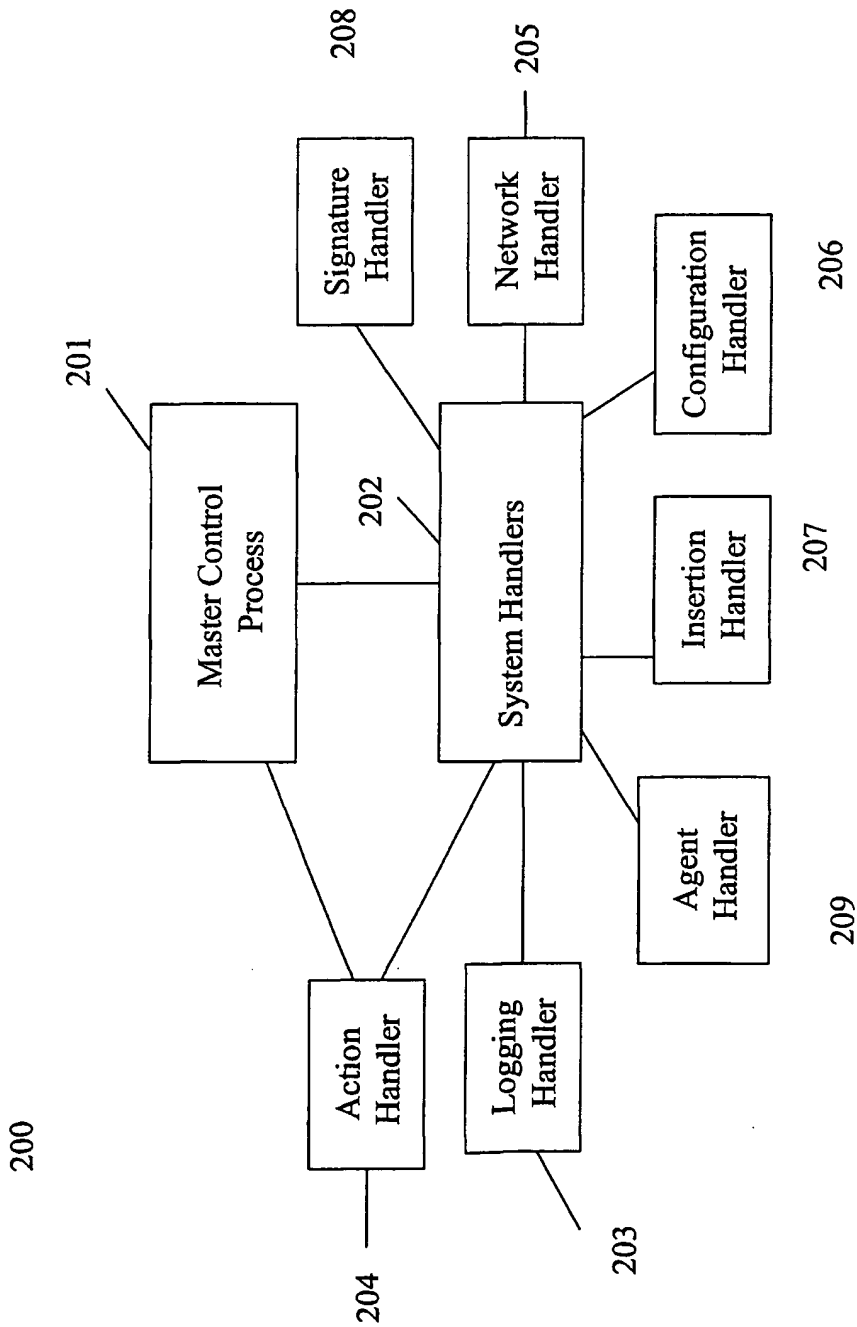 200
201
Master Control
Process
208
Signature
Handler
204
Action
Handler
202
System Handlers
205
Network
Handler
203
Logging
Handler
209
Agent
Handler
207
Insertion
Handler
206
Configuration
Handler